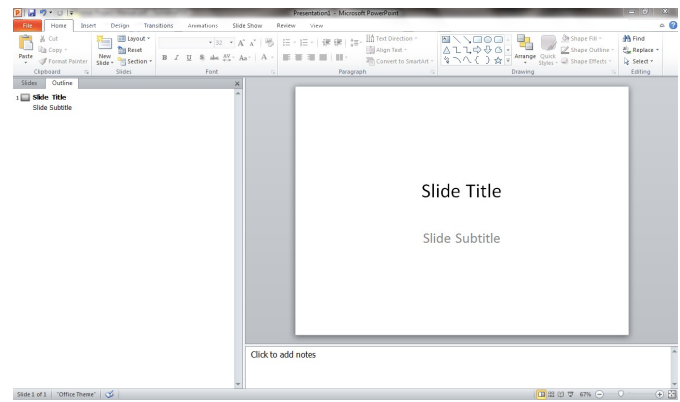 Presentation1 - Microsoft PowerPoint
File Home Insert Design Transitions Animations Slide Show Review View
Paste
Cut
Copy
Format Painter
Clipboard
New Slide
Layout
Reset
Section
Slides
32
B I U S abc AV Aa A
Font
Text Direction
Align Text
Convert to SmartArt
Paragraph
Arrange
Quick Styles
Shape Fill
Shape Outline
Shape Effects
Drawing
Find
Replace
Select
Editing
Slides Outline
1 Slide Title
Slide Subtitle
Slide Title
Slide Subtitle
Click to add notes
Slide 1 of 1 "Office Theme" 67%